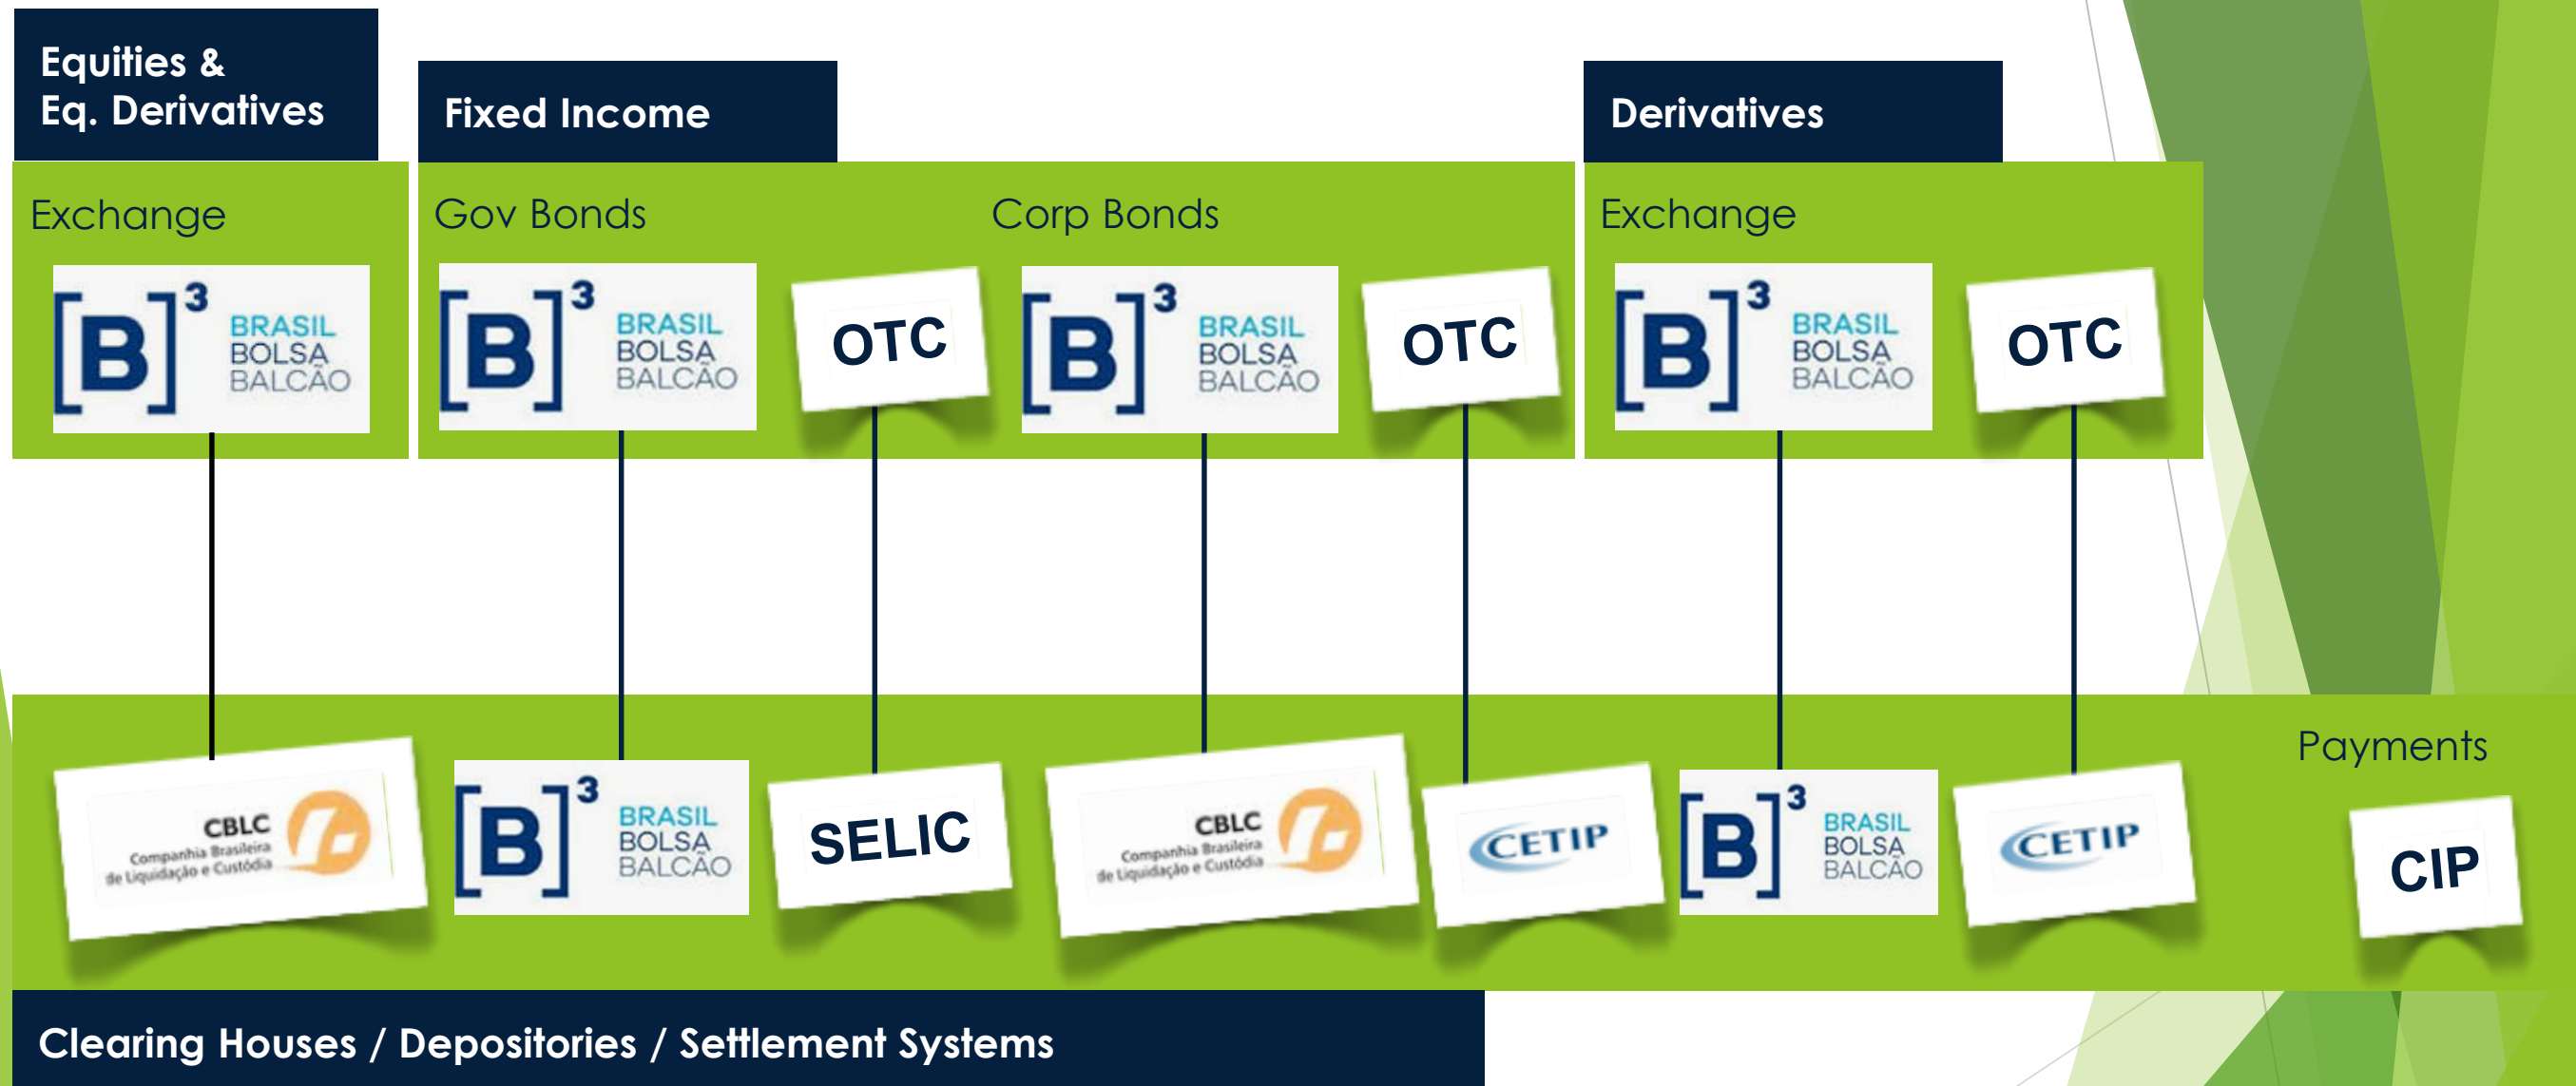 Equities &
Eq. Derivatives
Fixed Income
Derivatives
Exchange
Gov Bonds
Corp Bonds
Exchange
[B]³ BRASIL
BOLSA
BALCÃO
[B]³ BRASIL
BOLSA
BALCÃO
OTC
[B]³ BRASIL
BOLSA
BALCÃO
OTC
[B]³ BRASIL
BOLSA
BALCÃO
OTC
Payments
CBLC
Companhia Brasileira
de Liquidação e Custódia
[B]³ BRASIL
BOLSA
BALCÃO
SELIC
CBLC
Companhia Brasileira
de Liquidação e Custódia
CETIP
[B]³ BRASIL
BOLSA
BALCÃO
CETIP
CIP
Clearing Houses / Depositories / Settlement Systems